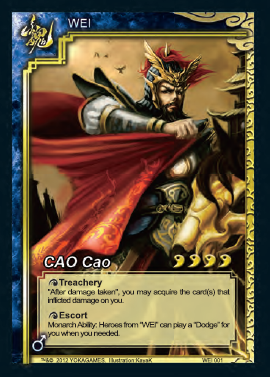 WEI
CAO Cao
Treachery
"After damage taken", you may acquire the card(s) that
inflicted damage on you.
Escort
Monarch Ability: Heroes from "WEI" can play a "Dodge" for
you when you needed.
™&© 2012 YOKAGAMES. Illustration KayaK
WEI 001